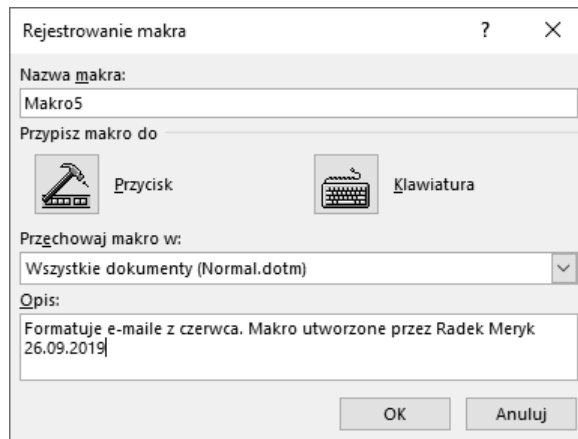 Rejestrowanie makra
Nazwa makra:
Makro5
Przypisz makro do
Przycisk
Klawiatura
Przechowaj makro w:
Wszystkie dokumenty (Normal.dotm)
Opis:
Formatuje e-maile z czerwca. Makro utworzone przez Radek Meryk
26.09.2019
OK
Anuluj